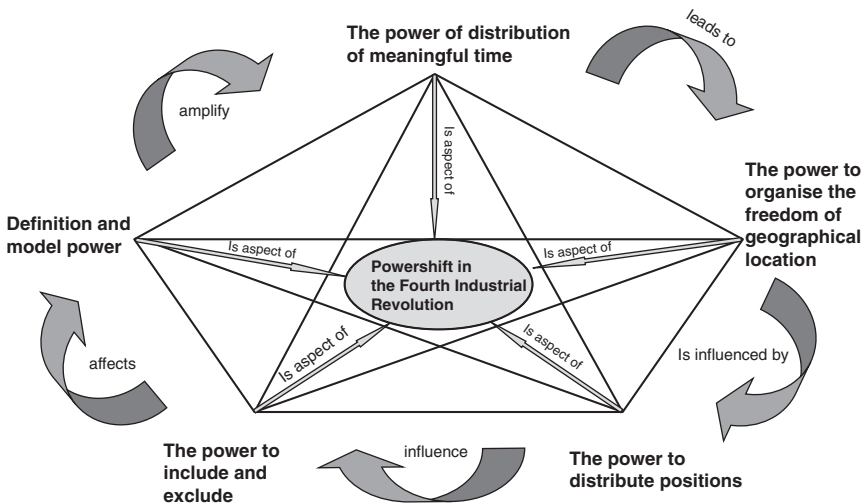 The power of distribution
of meaningful time
leads to
amplify
Is aspect of
The power to
organise the
freedom of
geographical
location
Definition and
model power
Is aspect of
Is aspect of
Powershift in
the Fourth Industrial
Revolution
Is aspect of
Is aspect of
affects
Is influenced by
The power to
include and
exclude
influence
The power to
distribute positions